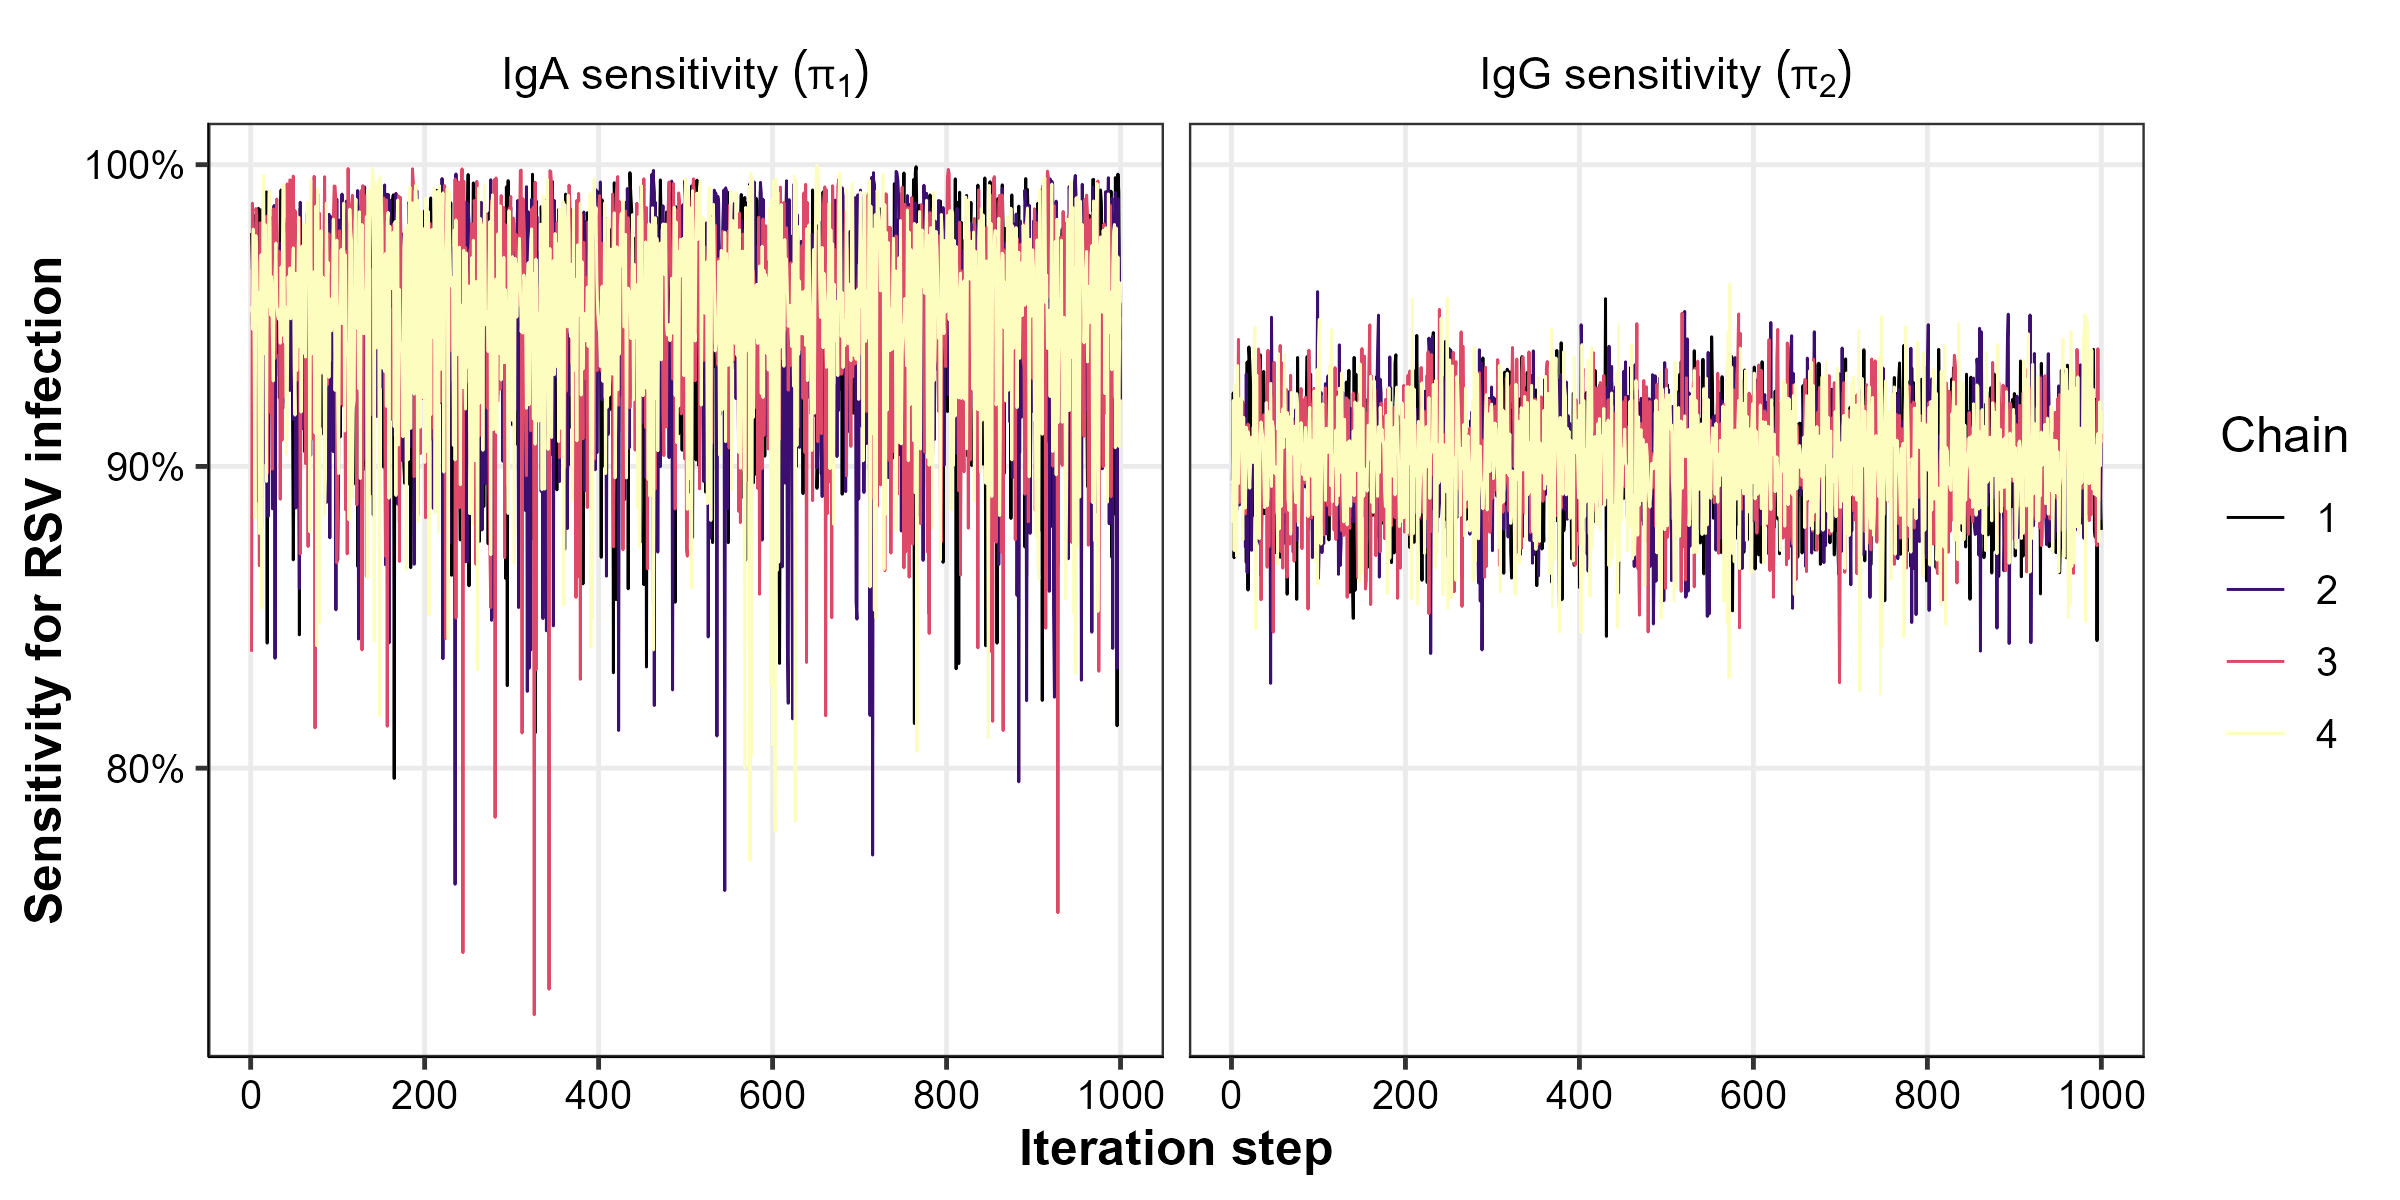 IgA sensitivity (π₁)
IgG sensitivity (π₂)
Sensitivity for RSV infection
100%
90%
80%
0 200 400 600 800 1000
0 200 400 600 800 1000
Iteration step
Chain
1
2
3
4